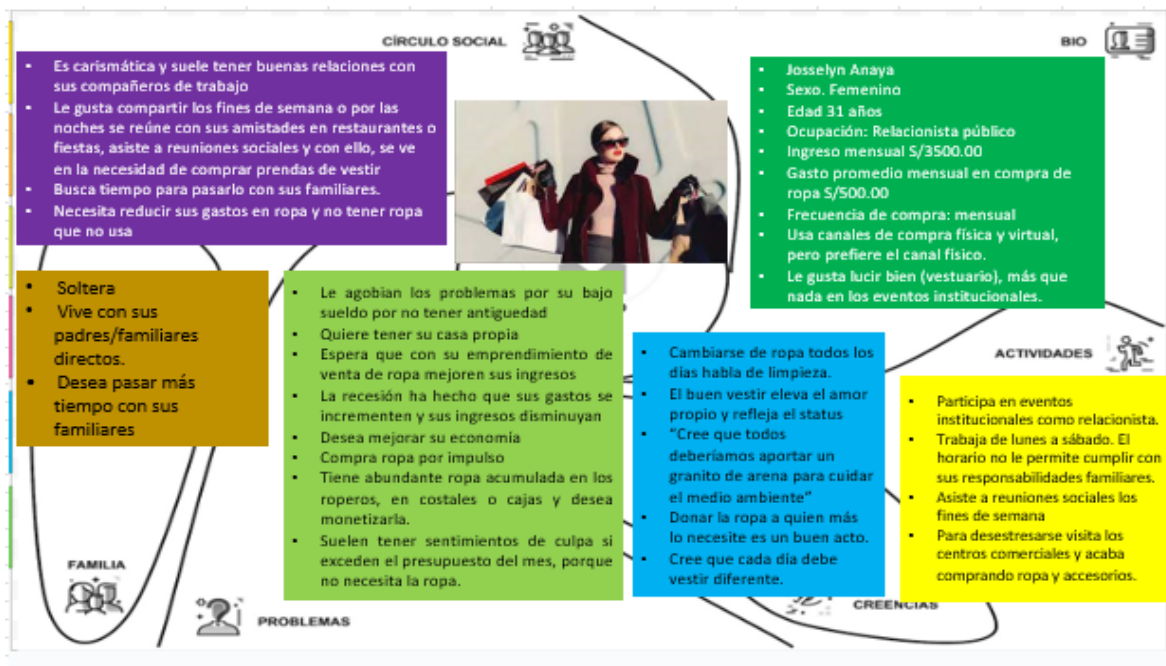 CÍRCULO SOCIAL
▪ Es carismática y suele tener buenas relaciones con
sus compañeros de trabajo
▪ Le gusta compartir los fines de semana o por las
noches se reúne con sus amistades en restaurantes o
fiestas, asiste a reuniones sociales y con ello, se ve
en la necesidad de comprar prendas de vestir
▪ Busca tiempo para pasarlo con sus familiares.
▪ Necesita reducir sus gastos en ropa y no tener ropa
que no usa
BIO
▪ Josselyn Anaya
▪ Sexo. Femenino
▪ Edad 31 años
▪ Ocupación: Relacionista público
▪ Ingreso mensual S/3500.00
▪ Gasto promedio mensual en compra de
ropa S/500.00
▪ Frecuencia de compra: mensual
▪ Usa canales de compra física y virtual,
pero prefiere el canal físico.
▪ Le gusta lucir bien (vestuario), más que
nada en los eventos institucionales.
• Soltera
• Vive con sus
padres/familiares
directos.
• Desea pasar más
tiempo con sus
familiares
FAMILIA
▪ Le agobian los problemas por su bajo
sueldo por no tener antiguedad
▪ Quiere tener su casa propia
▪ Espera que con su emprendimiento de
venta de ropa mejoren sus ingresos
▪ La recesión ha hecho que sus gastos se
incrementen y sus ingresos disminuyan
▪ Desea mejorar su economía
▪ Compra ropa por impulso
▪ Tiene abundante ropa acumulada en los
roperos, en costales o cajas y desea
monetizarla.
▪ Suelen tener sentimientos de culpa si
exceden el presupuesto del mes, porque
no necesita la ropa.
PROBLEMAS
▪ Cambiarse de ropa todos los
días habla de limpieza.
▪ El buen vestir eleva el amor
propio y refleja el status
▪ “Cree que todos
deberíamos aportar un
granito de arena para cuidar
el medio ambiente”
▪ Donar la ropa a quien más
lo necesite es un buen acto.
▪ Cree que cada día debe
vestir diferente.
CREENCIAS
ACTIVIDADES
▪ Participa en eventos
institucionales como relacionista.
▪ Trabaja de lunes a sábado. El
horario no le permite cumplir con
sus responsabilidades familiares.
▪ Asiste a reuniones sociales los
fines de semana
▪ Para desestresarse visita los
centros comerciales y acaba
comprando ropa y accesorios.